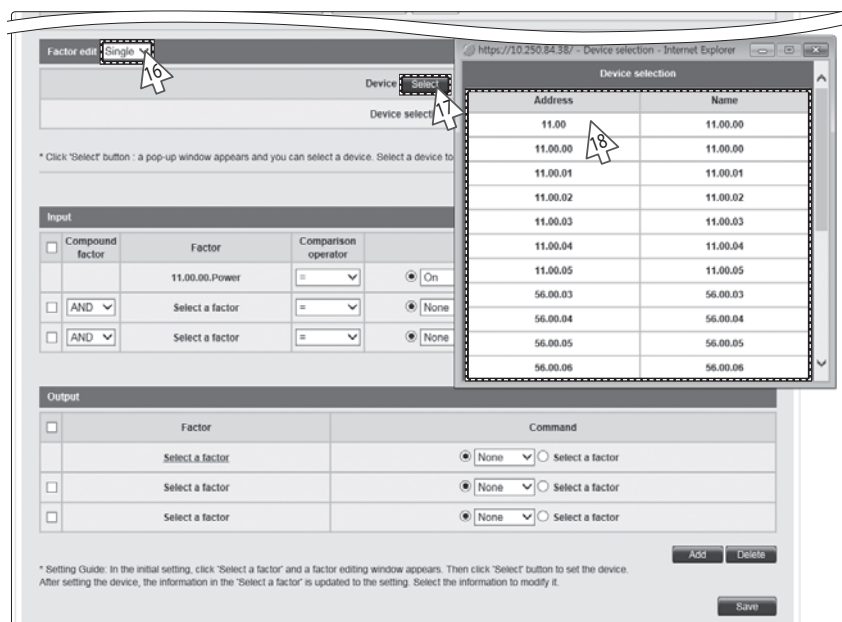 Factor edit Single
16
Device Select
17
Device select
* Click 'Select' button : a pop-up window appears and you can select a device. Select a device to
https://10.250.84.38/ - Device selection - Internet Explorer
Device selection
Address Name
11.00 11.00.00
18
11.00.00 11.00.00
11.00.01 11.00.01
11.00.02 11.00.02
11.00.03 11.00.03
11.00.04 11.00.04
11.00.05 11.00.05
56.00.03 56.00.03
56.00.04 56.00.04
56.00.05 56.00.05
56.00.06 56.00.06
Input
Compound factor Factor Comparison operator
11.00.00.Power = On
AND Select a factor = None
AND Select a factor = None
Output
Factor Command
Select a factor None Select a factor
Select a factor None Select a factor
Select a factor None Select a factor
Add Delete
* Setting Guide: In the initial setting, click 'Select a factor' and a factor editing window appears. Then click 'Select' button to set the device.
After setting the device, the information in the 'Select a factor' is updated to the setting. Select the information to modify it.
Save